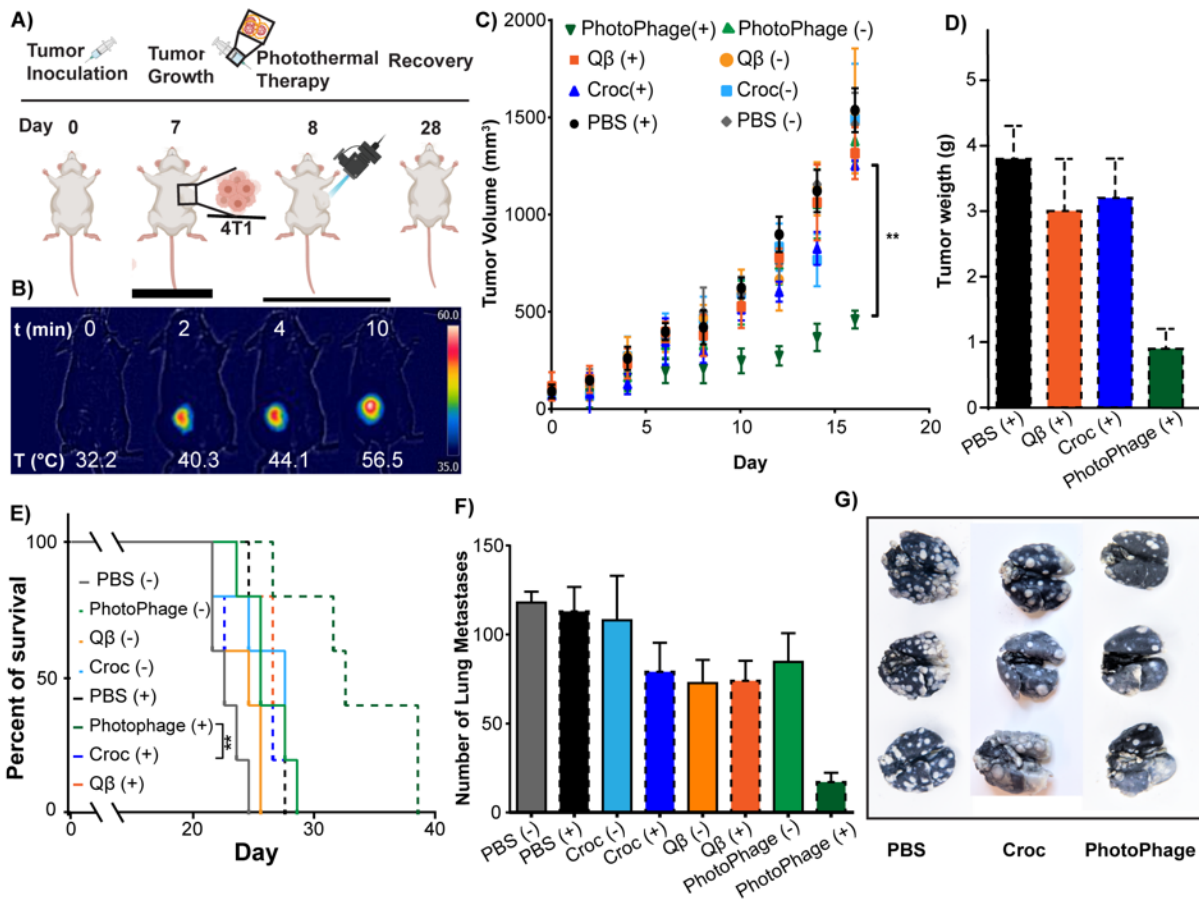 A)
Tumor Inoculation
Tumor Growth
Photothermal Therapy
Recovery
Day 0 7 8 28
4T1
B)
t (min) 0 2 4 10
60.0
35.0
T (°C) 32.2 40.3 44.1 56.5
C)
Tumor Volume (mm³)
2000
1500
1000
500
0
0 5 10 15 20
Day
PhotoPhage(+)
PhotoPhage (-)
Qβ (+)
Qβ (-)
Croc(+)
Croc(-)
PBS (+)
PBS (-)
**
D)
Tumor weigth (g)
5
4
3
2
1
0
PBS (+)
Qβ (+)
Croc (+)
PhotoPhage (+)
E)
Percent of survival
100
50
0
PBS (-)
PhotoPhage (-)
Qβ (-)
Croc (-)
PBS (+)
Photophage (+)
Croc (+)
Qβ (+)
**
0 20 30 40
Day
F)
Number of Lung Metastases
150
100
50
0
PBS (-)
PBS (+)
Croc (-)
Croc (+)
Qβ (-)
Qβ (+)
PhotoPhage (-)
PhotoPhage (+)
G)
PBS Croc PhotoPhage